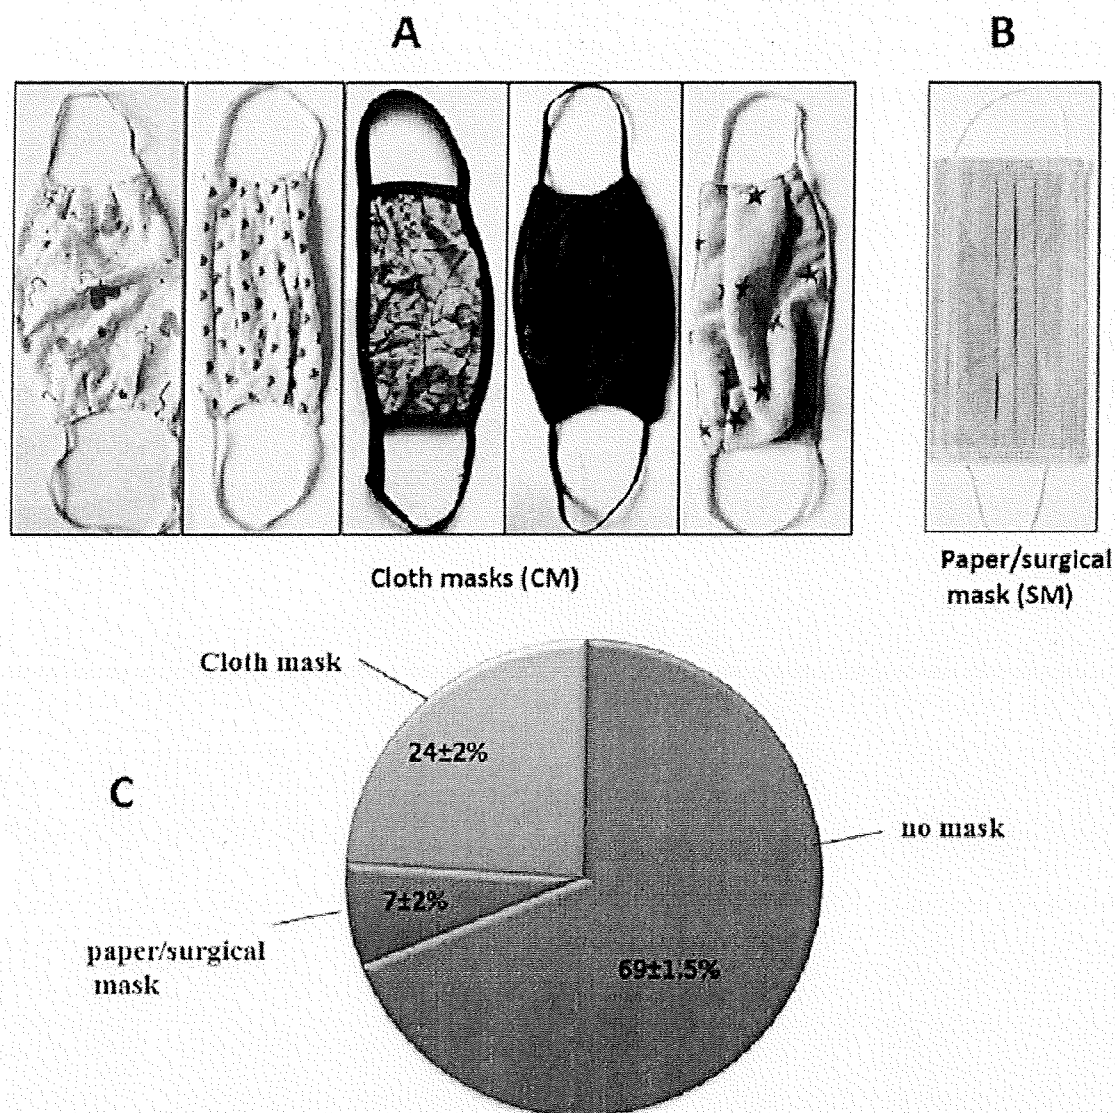 A
B
Cloth masks (CM)
Paper/surgical
mask (SM)
Cloth mask
24±2%
C
no mask
7±2%
paper/surgical
mask
69±1.5%